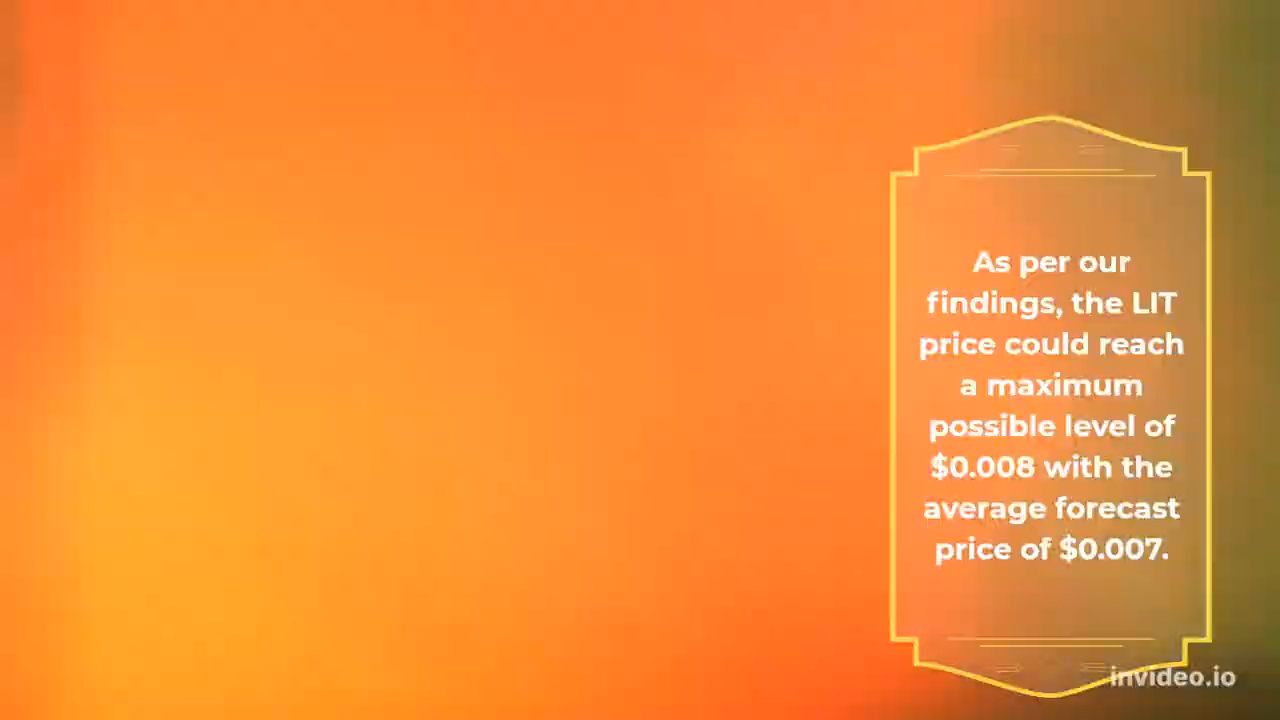 As per our
findings, the LIT
price could reach
a maximum
possible level of
$0.008 with the
average forecast
price of $0.007.
invideo.io